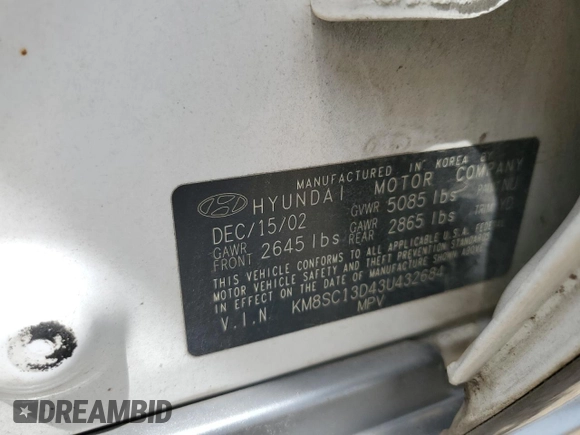 MANUFACTURED IN KOREA BY
HYUNDAI MOTOR COMPANY
DEC/15/02 GVWR 5085 lbs
GAWR FRONT 2645 lbs GAWR REAR 2865 lbs
THIS VEHICLE CONFORMS TO ALL APPLICABLE U.S.A. FEDERAL
MOTOR VEHICLE SAFETY AND THEFT PREVENTION STANDARDS
IN EFFECT ON THE DATE OF MANUFACTURE SHOWN ABOVE.
V.I.N KM8SC13D43U432684
MPV
DREAMBID